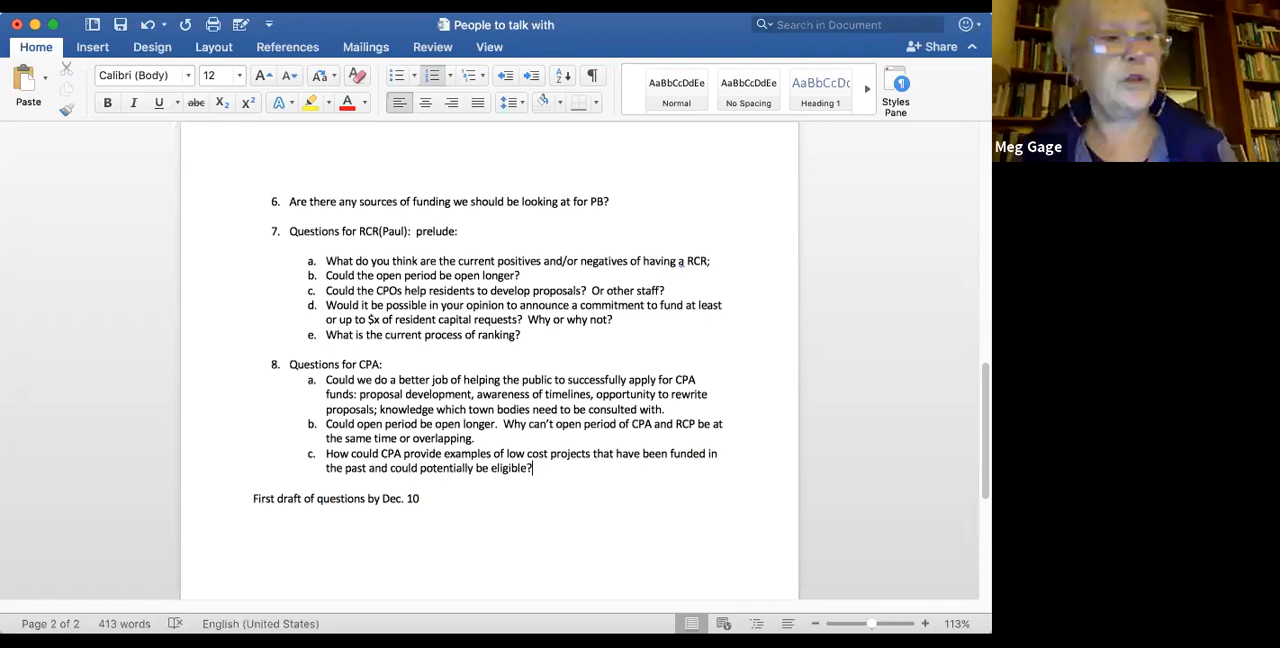 People to talk with
Search in Document
Home Insert Design Layout References Mailings Review View
Share
Paste
Calibri (Body) 12
AaBbCcDdEe AaBbCcDdEe AaBbCcDc
Normal No Spacing Heading 1
Styles
Pane
Meg Gage
6. Are there any sources of funding we should be looking at for PB?
7. Questions for RCR(Paul): prelude:
a. What do you think are the current positives and/or negatives of having a RCR;
b. Could the open period be open longer?
c. Could the CPOs help residents to develop proposals? Or other staff?
d. Would it be possible in your opinion to announce a commitment to fund at least
or up to $x of resident capital requests? Why or why not?
e. What is the current process of ranking?
8. Questions for CPA:
a. Could we do a better job of helping the public to successfully apply for CPA
funds: proposal development, awareness of timelines, opportunity to rewrite
proposals; knowledge which town bodies need to be consulted with.
b. Could open period be open longer. Why can't open period of CPA and RCP be at
the same time or overlapping.
c. How could CPA provide examples of low cost projects that have been funded in
the past and could potentially be eligible?
First draft of questions by Dec. 10
Page 2 of 2 413 words English (United States) 113%